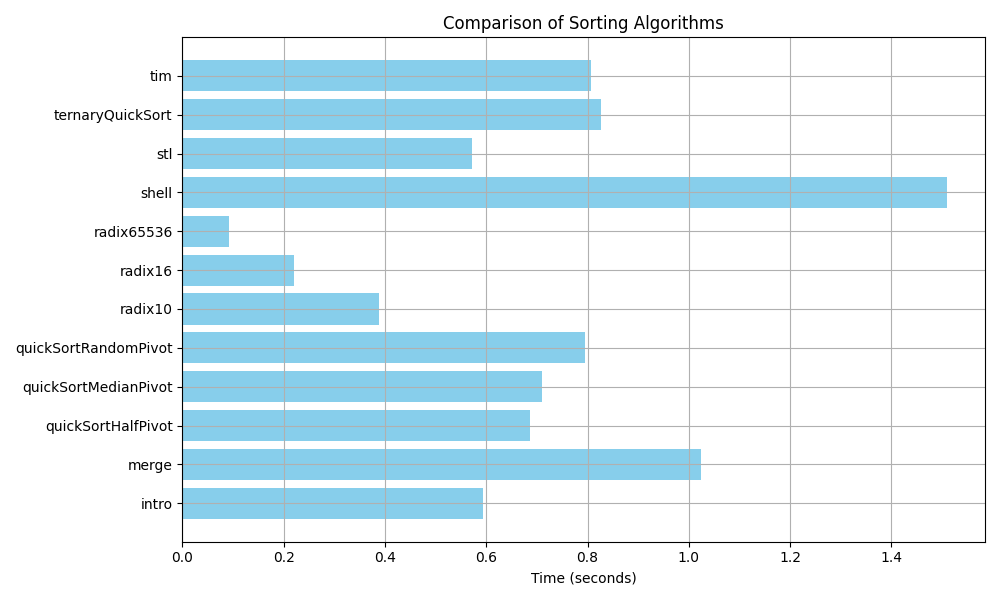 Comparison of Sorting Algorithms
tim
ternaryQuickSort
stl
shell
radix65536
radix16
radix10
quickSortRandomPivot
quickSortMedianPivot
quickSortHalfPivot
merge
intro
0.0 0.2 0.4 0.6 0.8 1.0 1.2 1.4
Time (seconds)